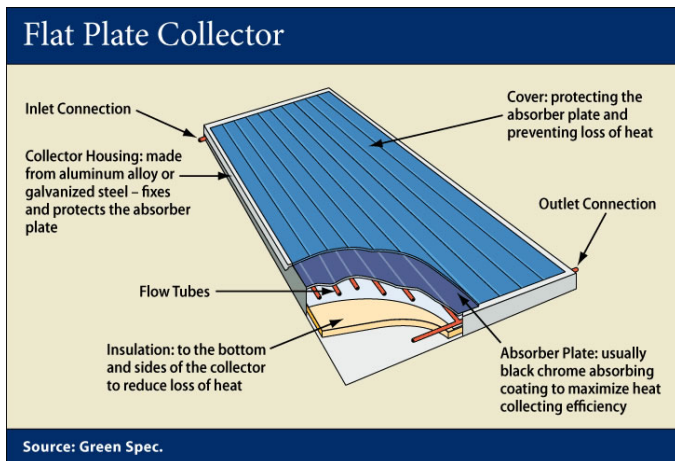 Flat Plate Collector
Inlet Connection
Cover: protecting the
absorber plate and
preventing loss of heat
Collector Housing: made
from aluminum alloy or
galvanized steel – fixes
and protects the absorber
plate
Outlet Connection
Flow Tubes
Insulation: to the bottom
and sides of the collector
to reduce loss of heat
Absorber Plate: usually
black chrome absorbing
coating to maximize heat
collecting efficiency
Source: Green Spec.